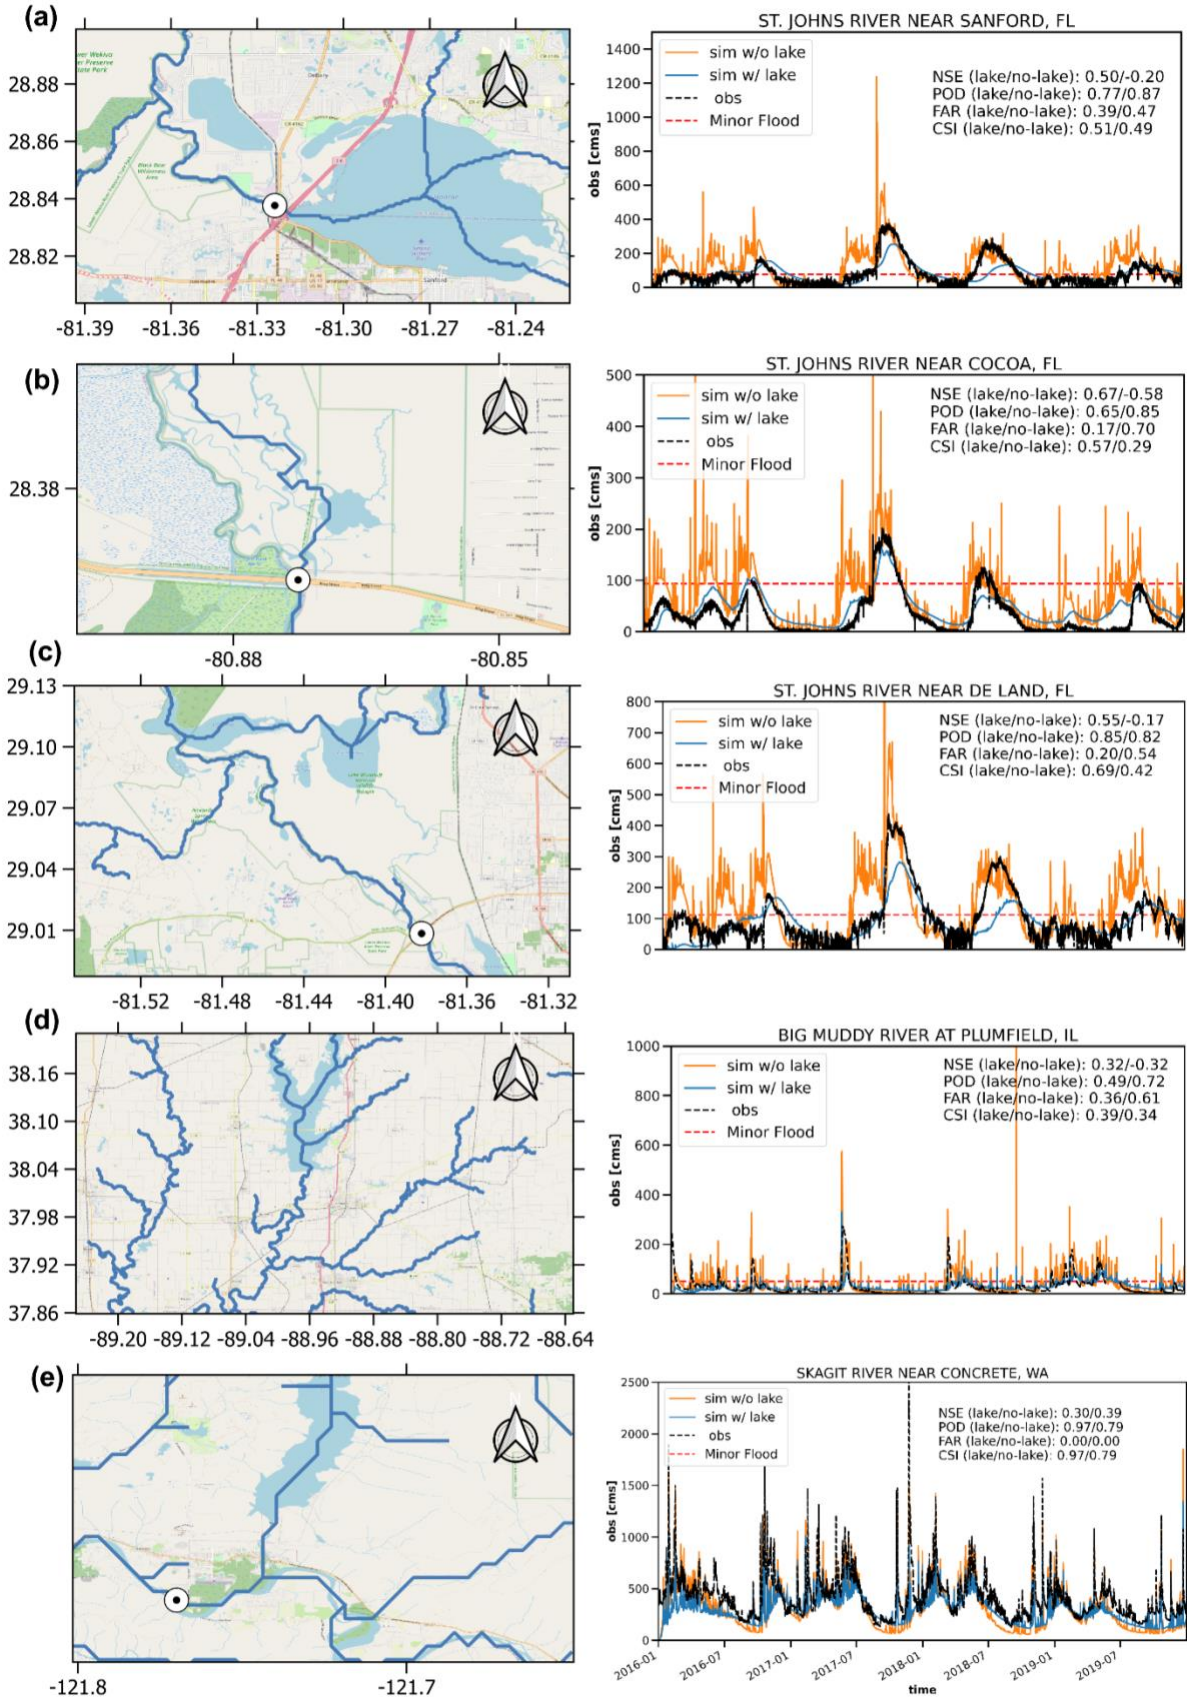 (a)
28.88
28.86
28.84
28.82
-81.39 -81.36 -81.33 -81.30 -81.27 -81.24
DeBary
Sanford
ST. JOHNS RIVER NEAR SANFORD, FL
sim w/o lake
sim w/ lake
obs
Minor Flood
NSE (lake/no-lake): 0.50/-0.20
POD (lake/no-lake): 0.77/0.87
FAR (lake/no-lake): 0.39/0.47
CSI (lake/no-lake): 0.51/0.49
obs [cms]
1400
1200
1000
800
600
400
200
0
(b)
28.38
-80.88 -80.85
ST. JOHNS RIVER NEAR COCOA, FL
sim w/o lake
sim w/ lake
obs
Minor Flood
NSE (lake/no-lake): 0.67/-0.58
POD (lake/no-lake): 0.65/0.85
FAR (lake/no-lake): 0.17/0.70
CSI (lake/no-lake): 0.57/0.29
obs [cms]
500
400
300
200
100
0
(c)
29.13
29.10
29.07
29.04
29.01
-81.52 -81.48 -81.44 -81.40 -81.36 -81.32
ST. JOHNS RIVER NEAR DE LAND, FL
sim w/o lake
sim w/ lake
obs
Minor Flood
NSE (lake/no-lake): 0.55/-0.17
POD (lake/no-lake): 0.85/0.82
FAR (lake/no-lake): 0.20/0.54
CSI (lake/no-lake): 0.69/0.42
obs [cms]
800
700
600
500
400
300
200
100
0
(d)
38.16
38.10
38.04
37.98
37.92
37.86
-89.20 -89.12 -89.04 -88.96 -88.88 -88.80 -88.72 -88.64
BIG MUDDY RIVER AT PLUMFIELD, IL
sim w/o lake
sim w/ lake
obs
Minor Flood
NSE (lake/no-lake): 0.32/-0.32
POD (lake/no-lake): 0.49/0.72
FAR (lake/no-lake): 0.36/0.61
CSI (lake/no-lake): 0.39/0.34
obs [cms]
1000
800
600
400
200
0
(e)
-121.8 -121.7
SKAGIT RIVER NEAR CONCRETE, WA
sim w/o lake
sim w/ lake
obs
Minor Flood
NSE (lake/no-lake): 0.30/0.39
POD (lake/no-lake): 0.97/0.79
FAR (lake/no-lake): 0.00/0.00
CSI (lake/no-lake): 0.97/0.79
obs [cms]
2500
2000
1500
1000
500
0
2016-01 2016-07 2017-01 2017-07 2018-01 2018-07 2019-01 2019-07
time